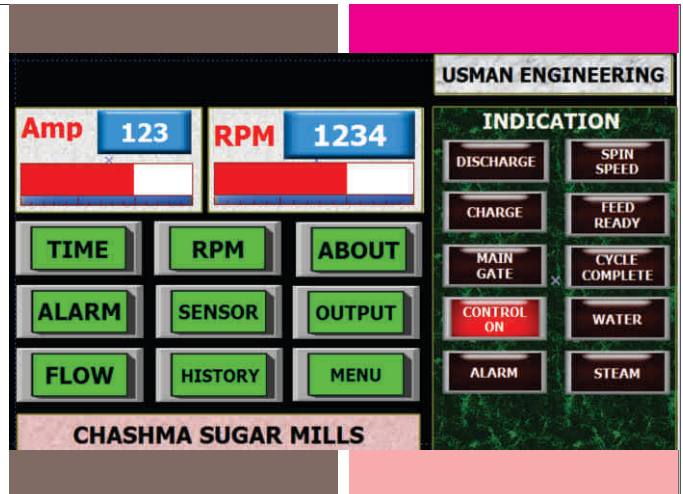 USMAN ENGINEERING
Amp 123
RPM 1234
TIME
RPM
ABOUT
ALARM
SENSOR
OUTPUT
FLOW
HISTORY
MENU
CHASHMA SUGAR MILLS
INDICATION
DISCHARGE
SPIN
SPEED
CHARGE
FEED
READY
MAIN
GATE
CYCLE
COMPLETE
CONTROL
ON
WATER
ALARM
STEAM